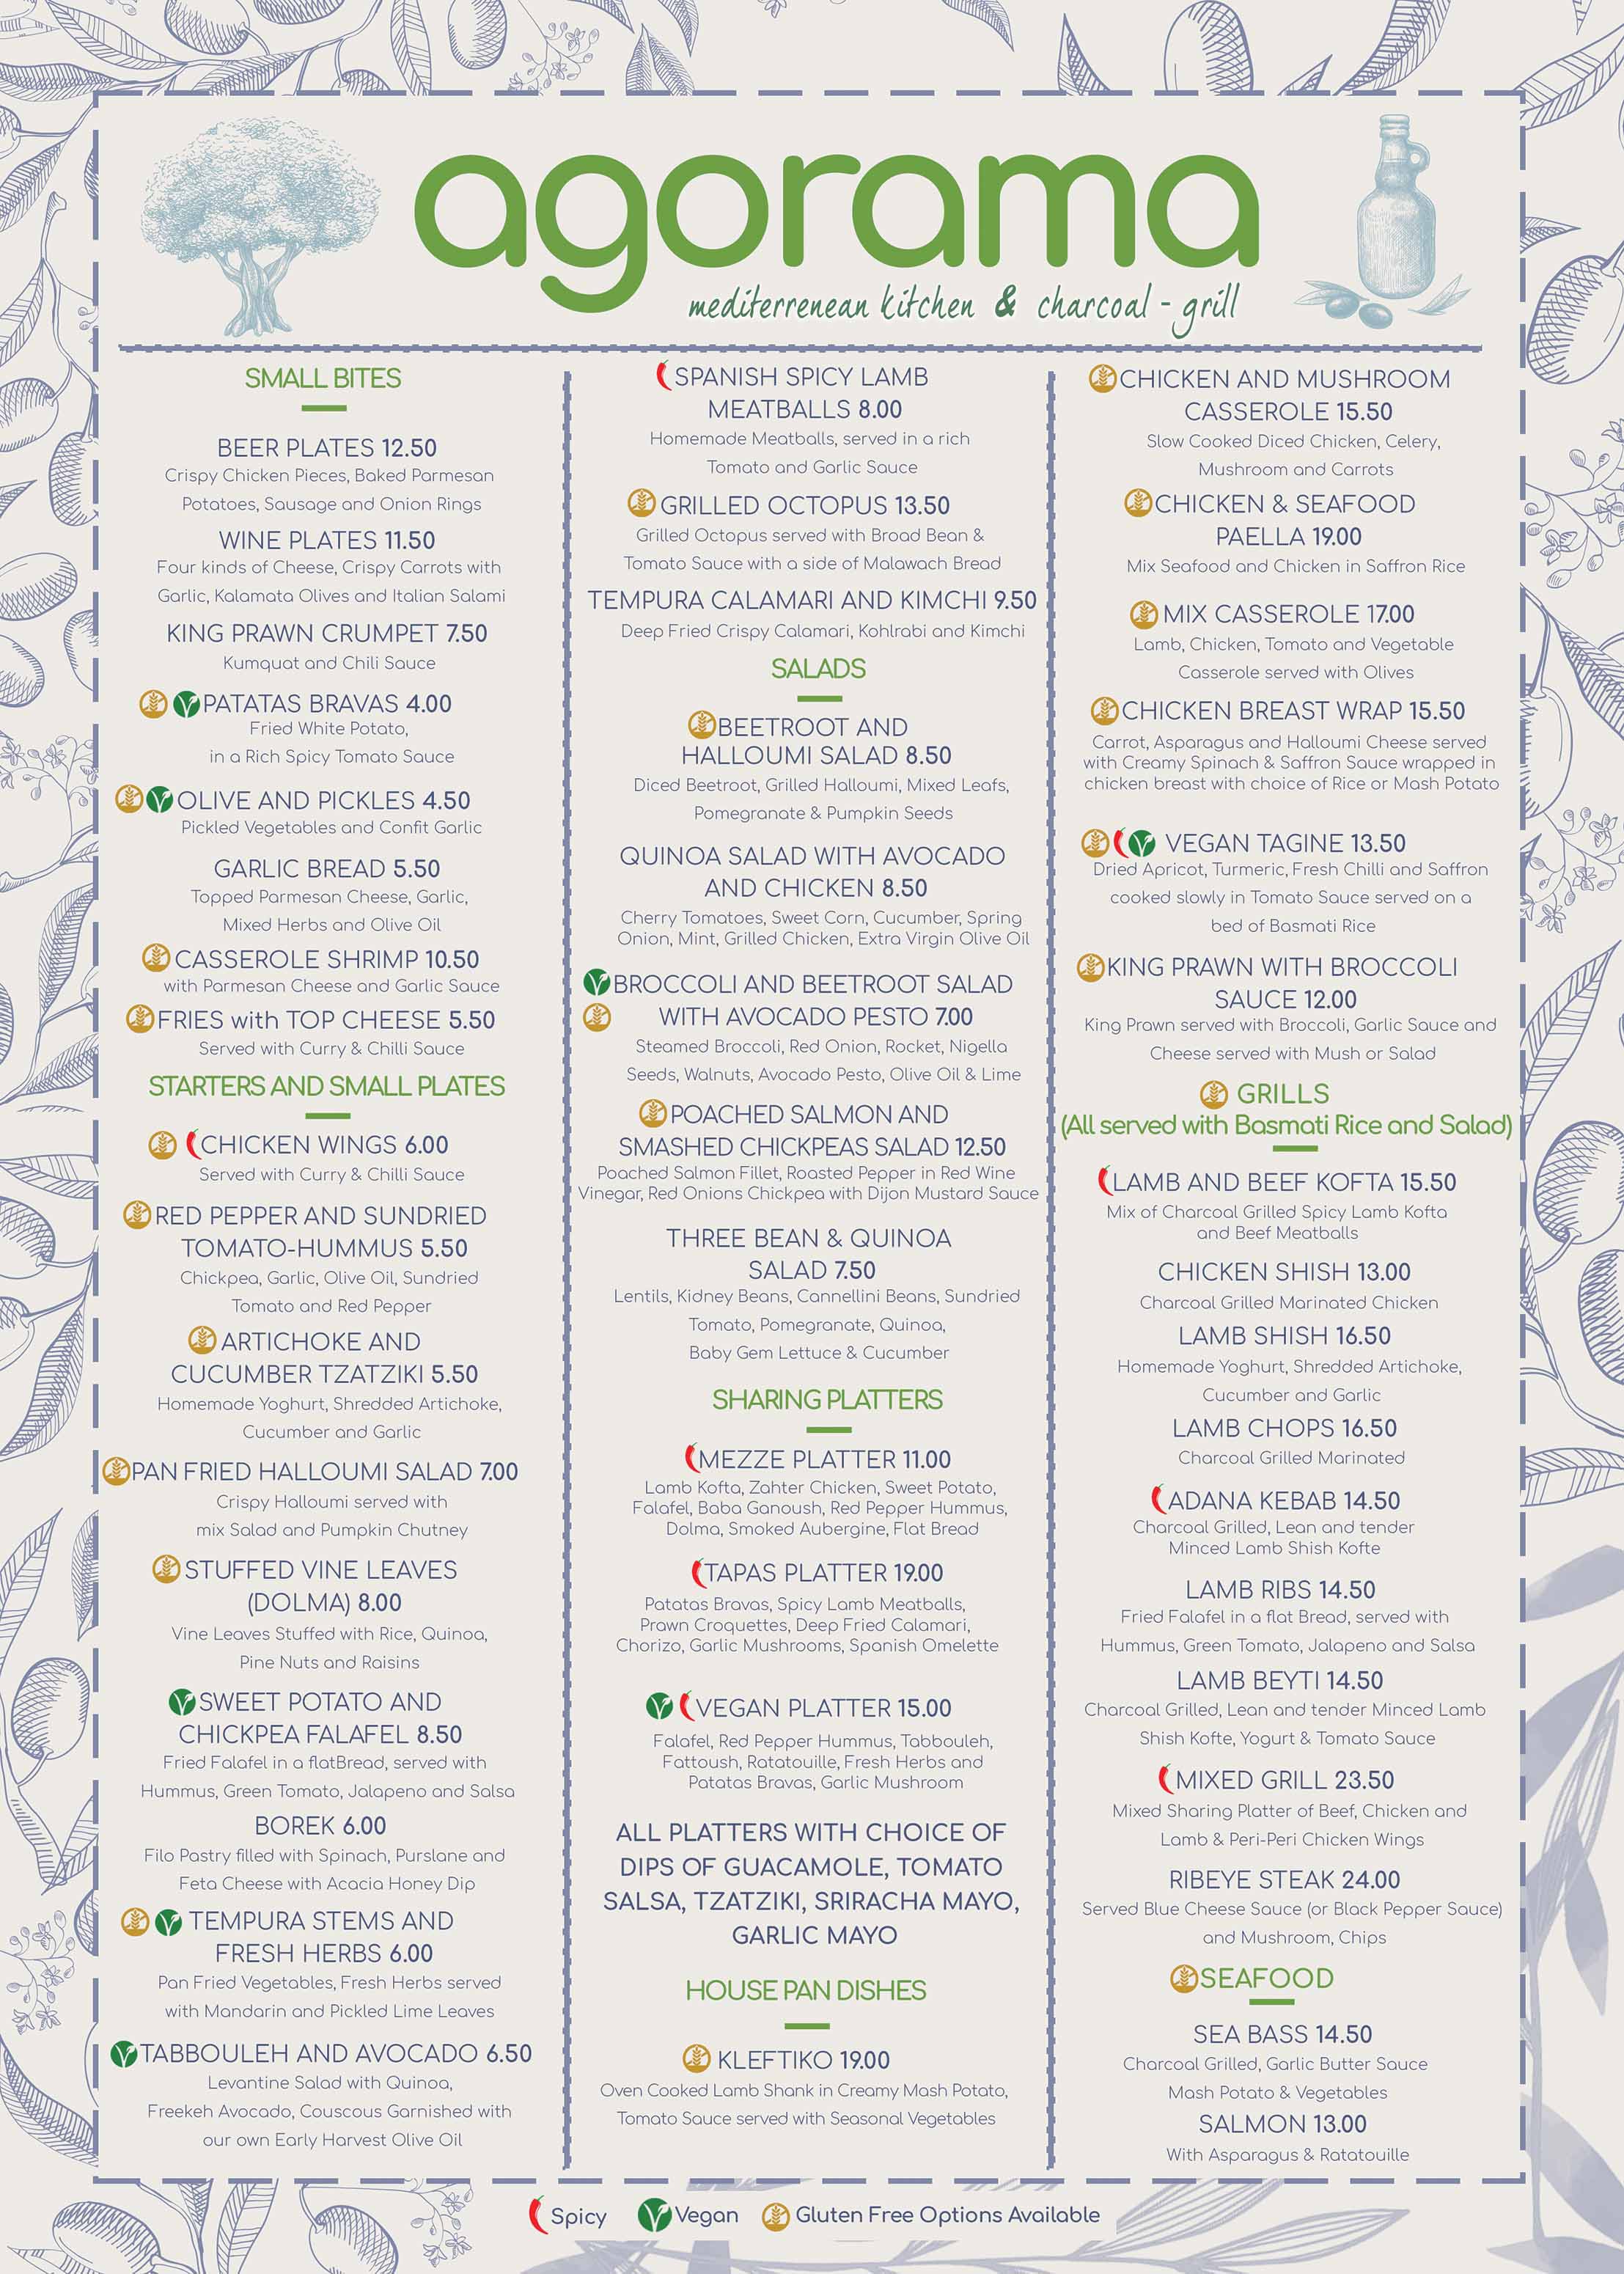 agorama
mediterrenean kitchen & charcoal - grill
SMALL BITES
BEER PLATES 12.50
Crispy Chicken Pieces, Baked Parmesan
Potatoes, Sausage and Onion Rings
WINE PLATES 11.50
Four kinds of Cheese, Crispy Carrots with
Garlic, Kalamata Olives and Italian Salami
KING PRAWN CRUMPET 7.50
Kumquat and Chili Sauce
PATATAS BRAVAS 4.00
Fried White Potato,
in a Rich Spicy Tomato Sauce
OLIVE AND PICKLES 4.50
Pickled Vegetables and Confit Garlic
GARLIC BREAD 5.50
Topped Parmesan Cheese, Garlic,
Mixed Herbs and Olive Oil
CASSEROLE SHRIMP 10.50
with Parmesan Cheese and Garlic Sauce
FRIES with TOP CHEESE 5.50
Served with Curry & Chilli Sauce
STARTERS AND SMALL PLATES
CHICKEN WINGS 6.00
Served with Curry & Chilli Sauce
RED PEPPER AND SUNDRIED
TOMATO-HUMMUS 5.50
Chickpea, Garlic, Olive Oil, Sundried
Tomato and Red Pepper
ARTICHOKE AND
CUCUMBER TZATZIKI 5.50
Homemade Yoghurt, Shredded Artichoke,
Cucumber and Garlic
PAN FRIED HALLOUMI SALAD 7.00
Crispy Halloumi served with
mix Salad and Pumpkin Chutney
STUFFED VINE LEAVES
(DOLMA) 8.00
Vine Leaves Stuffed with Rice, Quinoa,
Pine Nuts and Raisins
SWEET POTATO AND
CHICKPEA FALAFEL 8.50
Fried Falafel in a flatBread, served with
Hummus, Green Tomato, Jalapeno and Salsa
BOREK 6.00
Filo Pastry filled with Spinach, Purslane and
Feta Cheese with Acacia Honey Dip
TEMPURA STEMS AND
FRESH HERBS 6.00
Pan Fried Vegetables, Fresh Herbs served
with Mandarin and Pickled Lime Leaves
TABBOULEH AND AVOCADO 6.50
Levantine Salad with Quinoa,
Freekeh Avocado, Couscous Garnished with
our own Early Harvest Olive Oil
SPANISH SPICY LAMB
MEATBALLS 8.00
Homemade Meatballs, served in a rich
Tomato and Garlic Sauce
GRILLED OCTOPUS 13.50
Grilled Octopus served with Broad Bean &
Tomato Sauce with a side of Malawach Bread
TEMPURA CALAMARI AND KIMCHI 9.50
Deep Fried Crispy Calamari, Kohlrabi and Kimchi
SALADS
BEETROOT AND
HALLOUMI SALAD 8.50
Diced Beetroot, Grilled Halloumi, Mixed Leafs,
Pomegranate & Pumpkin Seeds
QUINOA SALAD WITH AVOCADO
AND CHICKEN 8.50
Cherry Tomatoes, Sweet Corn, Cucumber, Spring
Onion, Mint, Grilled Chicken, Extra Virgin Olive Oil
BROCCOLI AND BEETROOT SALAD
WITH AVOCADO PESTO 7.00
Steamed Broccoli, Red Onion, Rocket, Nigella
Seeds, Walnuts, Avocado Pesto, Olive Oil & Lime
POACHED SALMON AND
SMASHED CHICKPEAS SALAD 12.50
Poached Salmon Fillet, Roasted Pepper in Red Wine
Vinegar, Red Onions Chickpea with Dijon Mustard Sauce
THREE BEAN & QUINOA
SALAD 7.50
Lentils, Kidney Beans, Cannellini Beans, Sundried
Tomato, Pomegranate, Quinoa,
Baby Gem Lettuce & Cucumber
SHARING PLATTERS
MEZZE PLATTER 11.00
Lamb Kofta, Zahter Chicken, Sweet Potato,
Falafel, Baba Ganoush, Red Pepper Hummus,
Dolma, Smoked Aubergine, Flat Bread
TAPAS PLATTER 19.00
Patatas Bravas, Spicy Lamb Meatballs,
Prawn Croquettes, Deep Fried Calamari,
Chorizo, Garlic Mushrooms, Spanish Omelette
VEGAN PLATTER 15.00
Falafel, Red Pepper Hummus, Tabbouleh,
Fattoush, Ratatouille, Fresh Herbs and
Patatas Bravas, Garlic Mushroom
ALL PLATTERS WITH CHOICE OF
DIPS OF GUACAMOLE, TOMATO
SALSA, TZATZIKI, SRIRACHA MAYO,
GARLIC MAYO
HOUSE PAN DISHES
KLEFTIKO 19.00
Oven Cooked Lamb Shank in Creamy Mash Potato,
Tomato Sauce served with Seasonal Vegetables
CHICKEN AND MUSHROOM
CASSEROLE 15.50
Slow Cooked Diced Chicken, Celery,
Mushroom and Carrots
CHICKEN & SEAFOOD
PAELLA 19.00
Mix Seafood and Chicken in Saffron Rice
MIX CASSEROLE 17.00
Lamb, Chicken, Tomato and Vegetable
Casserole served with Olives
CHICKEN BREAST WRAP 15.50
Carrot, Asparagus and Halloumi Cheese served
with Creamy Spinach & Saffron Sauce wrapped in
chicken breast with choice of Rice or Mash Potato
VEGAN TAGINE 13.50
Dried Apricot, Turmeric, Fresh Chilli and Saffron
cooked slowly in Tomato Sauce served on a
bed of Basmati Rice
KING PRAWN WITH BROCCOLI
SAUCE 12.00
King Prawn served with Broccoli, Garlic Sauce and
Cheese served with Mush or Salad
GRILLS
(All served with Basmati Rice and Salad)
LAMB AND BEEF KOFTA 15.50
Mix of Charcoal Grilled Spicy Lamb Kofta
and Beef Meatballs
CHICKEN SHISH 13.00
Charcoal Grilled Marinated Chicken
LAMB SHISH 16.50
Homemade Yoghurt, Shredded Artichoke,
Cucumber and Garlic
LAMB CHOPS 16.50
Charcoal Grilled Marinated
ADANA KEBAB 14.50
Charcoal Grilled, Lean and tender
Minced Lamb Shish Kofte
LAMB RIBS 14.50
Fried Falafel in a flat Bread, served with
Hummus, Green Tomato, Jalapeno and Salsa
LAMB BEYTI 14.50
Charcoal Grilled, Lean and tender Minced Lamb
Shish Kofte, Yogurt & Tomato Sauce
MIXED GRILL 23.50
Mixed Sharing Platter of Beef, Chicken and
Lamb & Peri-Peri Chicken Wings
RIBEYE STEAK 24.00
Served Blue Cheese Sauce (or Black Pepper Sauce)
and Mushroom, Chips
SEAFOOD
SEA BASS 14.50
Charcoal Grilled, Garlic Butter Sauce
Mash Potato & Vegetables
SALMON 13.00
With Asparagus & Ratatouille
Spicy Vegan Gluten Free Options Available